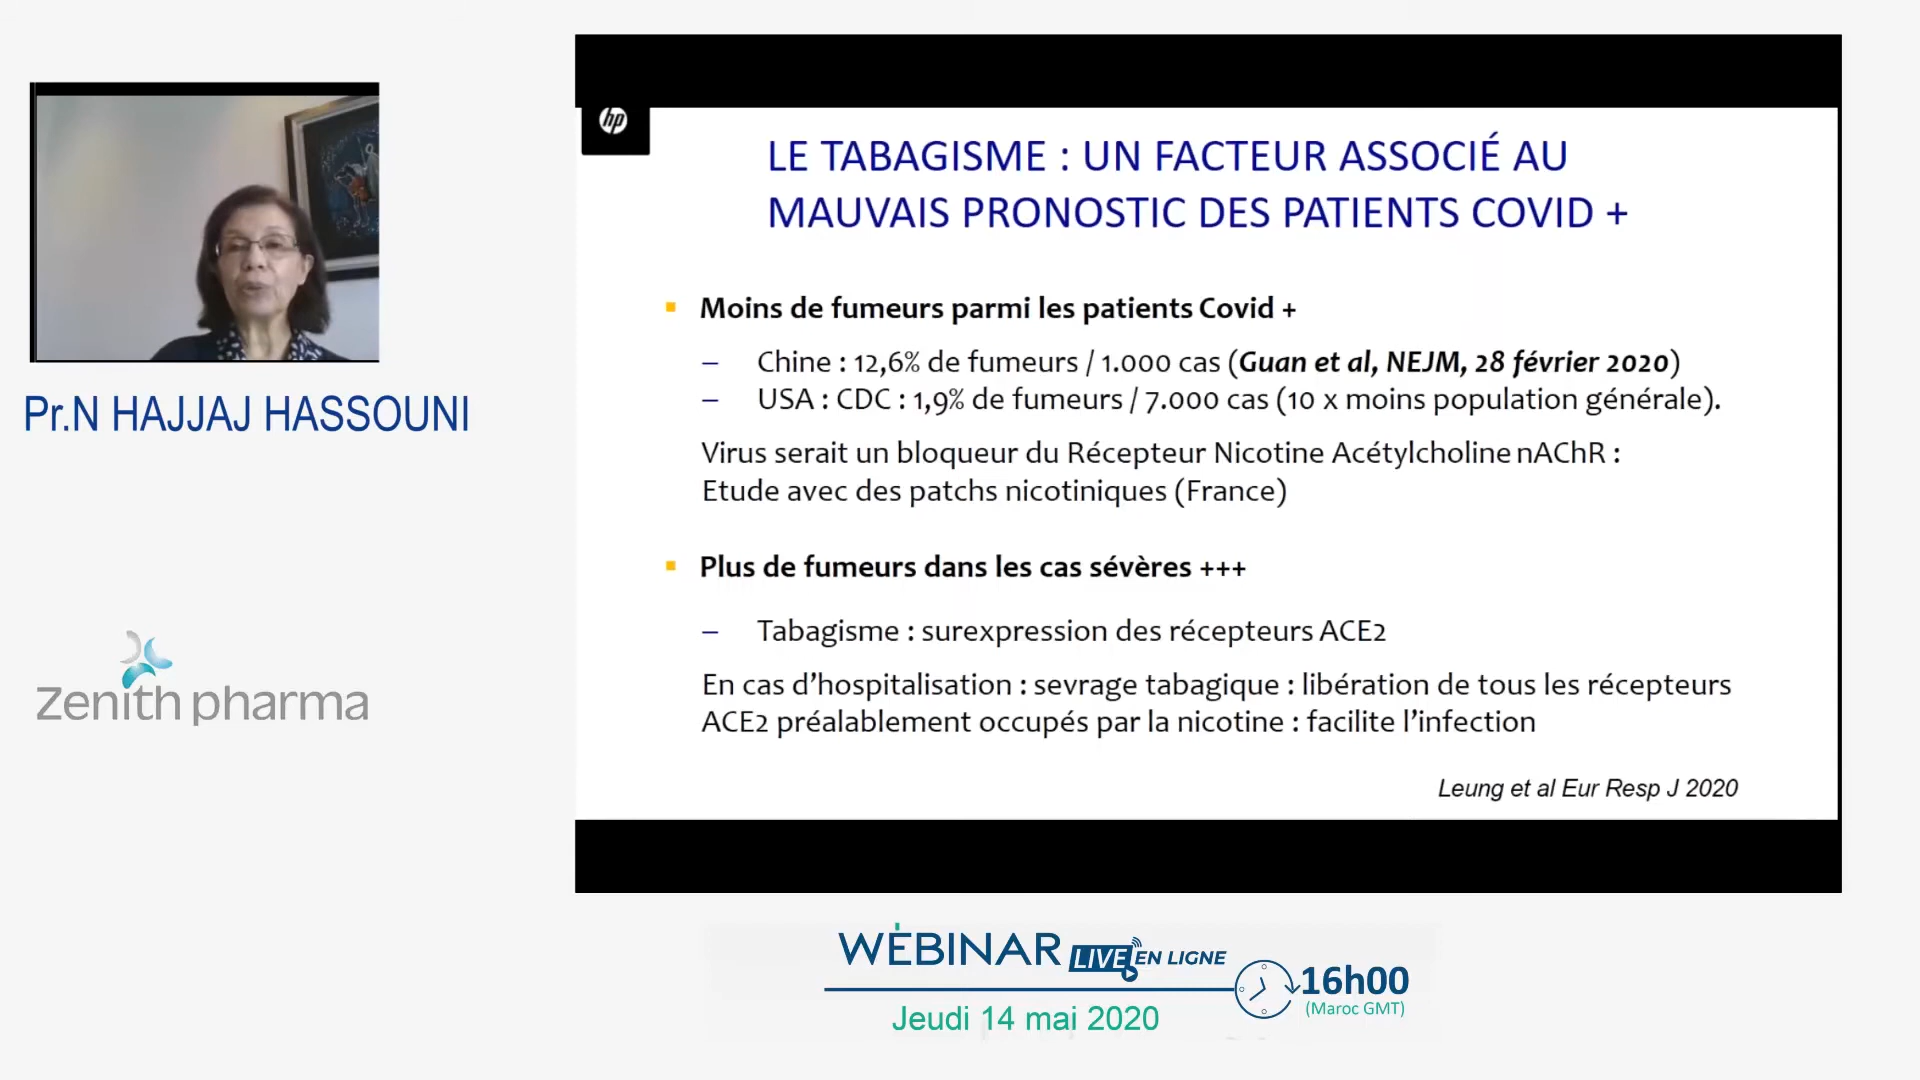 hp
LE TABAGISME : UN FACTEUR ASSOCIÉ AU
MAUVAIS PRONOSTIC DES PATIENTS COVID +
Moins de fumeurs parmi les patients Covid +
– Chine : 12,6% de fumeurs / 1.000 cas (Guan et al, NEJM, 28 février 2020)
– USA : CDC : 1,9% de fumeurs / 7.000 cas (10 x moins population générale).
Virus serait un bloqueur du Récepteur Nicotine Acétylcholine nAChR :
Etude avec des patchs nicotiniques (France)
Plus de fumeurs dans les cas sévères +++
– Tabagisme : surexpression des récepteurs ACE2
En cas d’hospitalisation : sevrage tabagique : libération de tous les récepteurs
ACE2 préalablement occupés par la nicotine : facilite l’infection
Leung et al Eur Resp J 2020
Pr.N HAJJAJ HASSOUNI
Zenith pharma
WEBINAR LIVE EN LIGNE
Jeudi 14 mai 2020
16h00
(Maroc GMT)